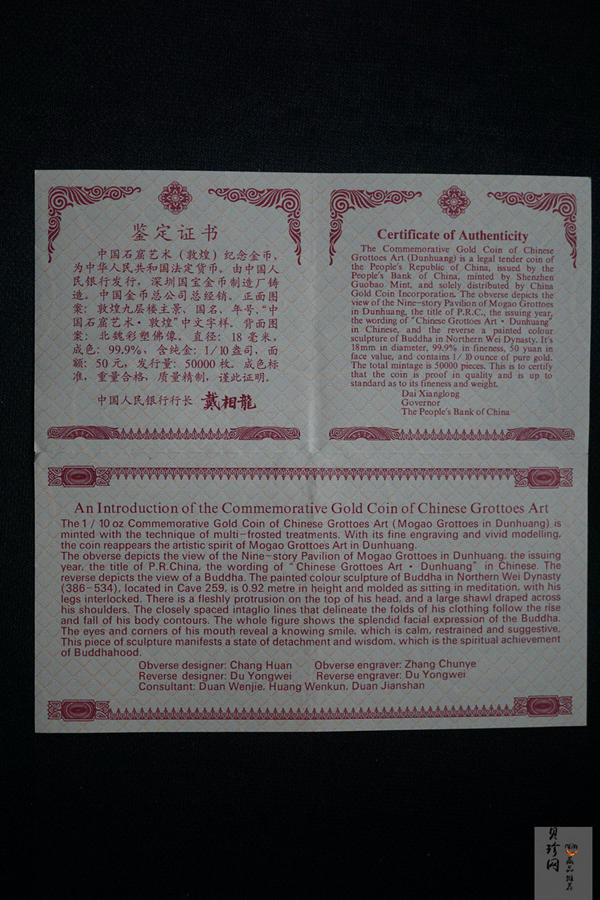 鉴定证书
中国石窟艺术（敦煌）纪念金币，
为中华人民共和国法定货币，由中国人
民银行发行，深圳国宝金币制造厂铸
造。中国金币总公司总经销。正面图
案：敦煌九层楼主景，国名、年号，“中
国石窟艺术·敦煌”中文字样。背面图
案：北魏彩塑佛像。直径：18毫米，
成色：99.9%，含纯金：1/10盎司，面
额：50元，发行量：50000枚。成色标
准，重量合格，质量精制，谨此证明。
中国人民银行行长 戴相龍
Certificate of Authenticity
The Commemorative Gold Coin of Chinese
Grottoes Art (Dunhuang) is a legal tender coin of
the People's Republic of China, issued by the
People's Bank of China, minted by Shenzhen
Guobao Mint, and solely distributed by China
Gold Coin Incorporation. The obverse depicts the
view of the Nine-story Pavilion of Mogao Grottoes
in Dunhuang, the title of P.R.C., the issuing year,
the wording of "Chinese Grottoes Art · Dunhuang"
in Chinese, and the reverse a painted colour
sculpture of Buddha in Northern Wei Dynasty. It's
18mm in diameter, 99.9% in fineness, 50 yuan in
face value, and contains 1/10 ounce of pure gold.
The total mintage is 50000 pieces. This is to certify
that the coin is proof in quality and is up to
standard as to its fineness and weight.
Dai Xianglong
Governor
The People's Bank of China
An Introduction of the Commemorative Gold Coin of Chinese Grottoes Art
The 1/10 oz Commemorative Gold Coin of Chinese Grottoes Art (Mogao Grottoes in Dunhuang) is
minted with the technique of multi-frosted treatments. With its fine engraving and vivid modelling,
the coin reappears the artistic spirit of Mogao Grottoes Art in Dunhuang.
The obverse depicts the view of the Nine-story Pavilion of Mogao Grottoes in Dunhuang, the issuing
year, the title of P.R.China, the wording of "Chinese Grottoes Art · Dunhuang" in Chinese. The
reverse depicts the view of a Buddha. The painted colour sculpture of Buddha in Northern Wei Dynasty
(386-534), located in Cave 259, is 0.92 metre in height and molded as sitting in meditation, with his
legs interlocked. There is a fleshly protrusion on the top of his head, and a large shawl draped across
his shoulders. The closely spaced intaglio lines that delineate the folds of his clothing follow the rise
and fall of his body contours. The whole figure shows the splendid facial expression of the Buddha.
The eyes and corners of his mouth reveal a knowing smile, which is calm, restrained and suggestive.
This piece of sculpture manifests a state of detachment and wisdom, which is the spiritual achievement
of Buddhahood.
Obverse designer: Chang Huan Obverse engraver: Zhang Chunye
Reverse designer: Du Yongwei Reverse engraver: Du Yongwei
Consultant: Duan Wenjie, Huang Wenkun, Duan Jianshan
贝珍网
藏品推荐